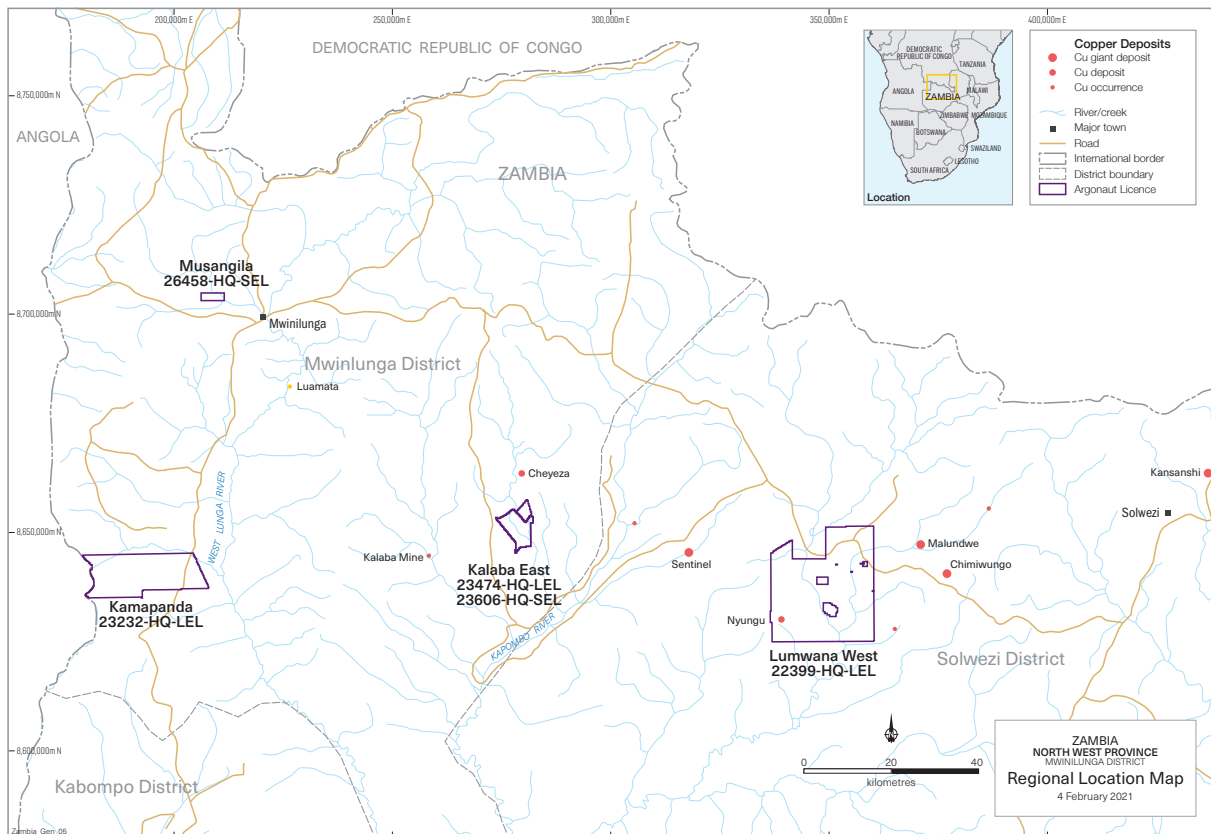 200,000m E
250,000m E
300,000m E
350,000m E
400,000m E
DEMOCRATIC REPUBLIC OF CONGO
8,750,000m N
ANGOLA
ZAMBIA
DEMOCRATIC
REPUBLIC OF CONGO
TANZANIA
ANGOLA
MALAWI
ZAMBIA
ZIMBABWE
MOZAMBIQUE
NAMIBIA
BOTSWANA
SWAZILAND
LESOTHO
SOUTH AFRICA
Location
Copper Deposits
Cu giant deposit
Cu deposit
Cu occurrence
River/creek
Major town
Road
International border
District boundary
Argonaut Licence
Musangila
26458-HQ-SEL
8,700,000m N
Mwinilunga
Mwinlunga District
Luamata
Cheyeza
Kansanshi
Solwezi
WEST LUNGA RIVER
8,650,000m N
Kalaba Mine
Kalaba East
23474-HQ-LEL
23606-HQ-SEL
Sentinel
Malundwe
Chimiwungo
Kamapanda
23232-HQ-LEL
Nyungu
KAPOMBO RIVER
Lumwana West
22399-HQ-LEL
Solwezi District
8,600,000m N
Kabompo District
0
20
40
kilometres
ZAMBIA
NORTH WEST PROVINCE
MWINILUNGA DISTRICT
Regional Location Map
4 February 2021
Zambia_Gen_05